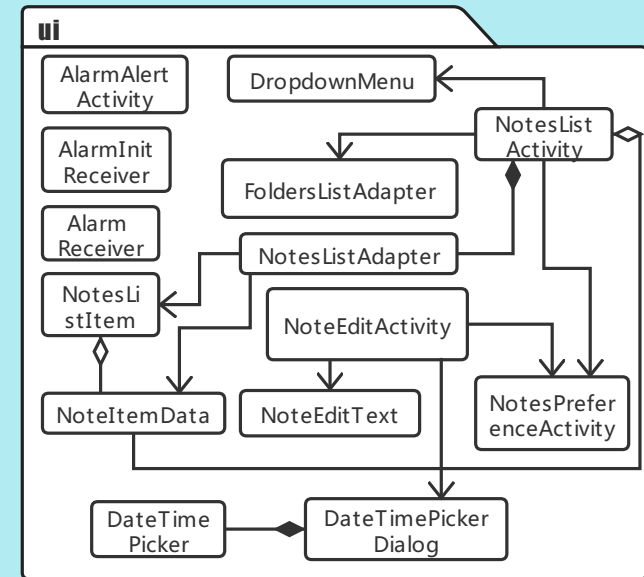 ui
AlarmAlert
Activity
DropdownMenu
NotesList
Activity
AlarmInit
Receiver
FoldersListAdapter
Alarm
Receiver
NotesListAdapter
NotesLi
stItem
NoteEditActivity
NoteItemData
NoteEditText
NotesPrefer
enceActivity
DateTime
Picker
DateTimePicker
Dialog